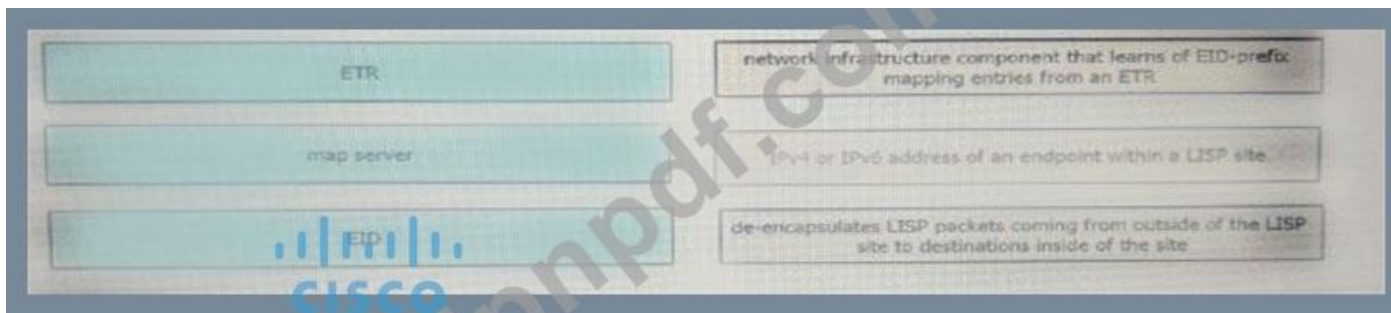 ETR
network infrastructure component that learns of EID-prefix
mapping entries from an ETR
map server
IPv4 or IPv6 address of an endpoint within a LISP site.
EID
de-encapsulates LISP packets coming from outside of the LISP
site to destinations inside of the site
CISCO